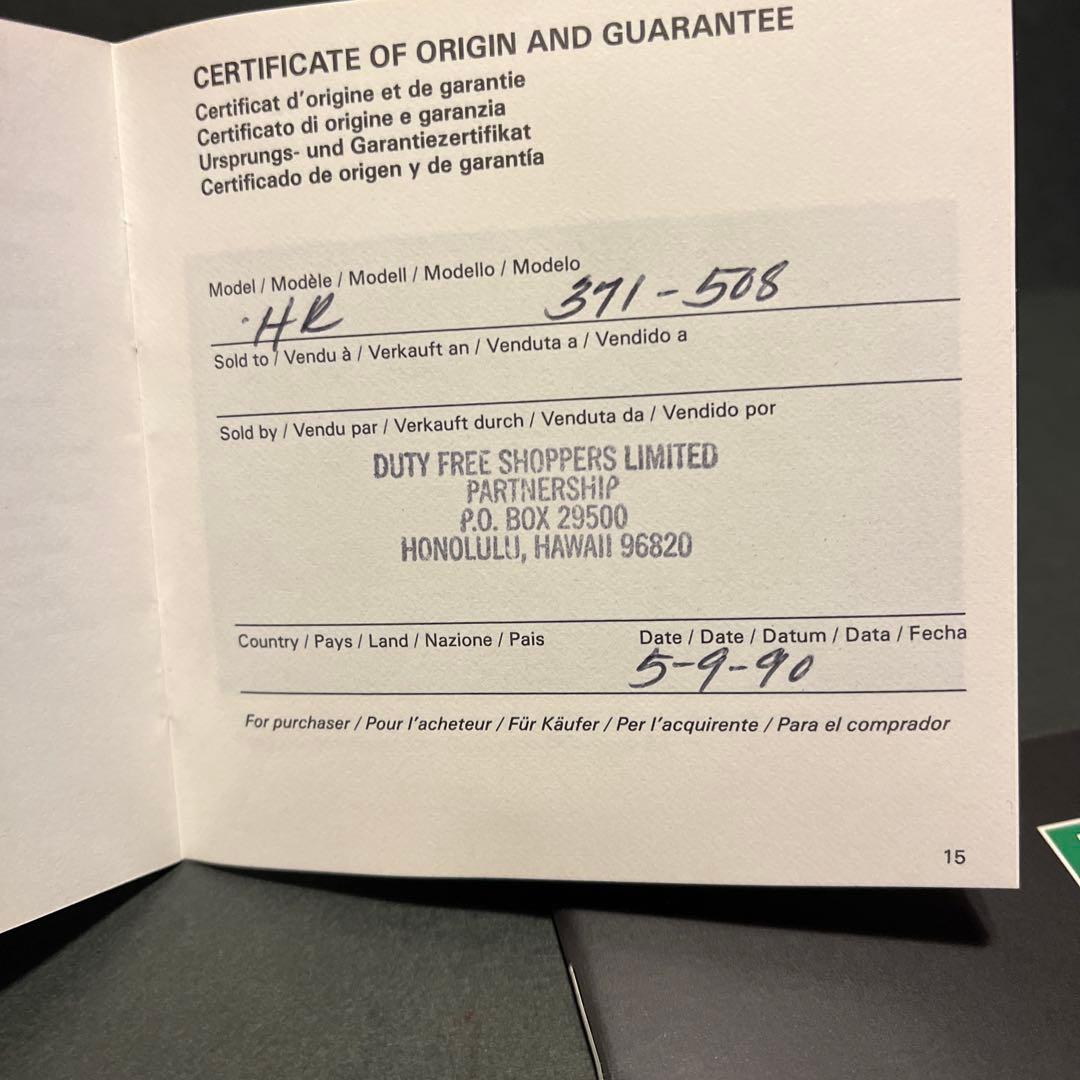 CERTIFICATE OF ORIGIN AND GUARANTEE
Certificat d'origine et de garantie
Certificato di origine e garanzia
Ursprungs- und Garantiezertifikat
Certificado de origen y de garantía
Model / Modèle / Modell / Modello / Modelo
HR 371-508
Sold to / Vendu à / Verkauft an / Venduta a / Vendido a
Sold by / Vendu par / Verkauft durch / Venduta da / Vendido por
DUTY FREE SHOPPERS LIMITED
PARTNERSHIP
P.O. BOX 29500
HONOLULU, HAWAII 96820
Country / Pays / Land / Nazione / Pais
Date / Date / Datum / Data / Fecha
5-9-90
For purchaser / Pour l'acheteur / Für Käufer / Per l'acquirente / Para el comprador
15